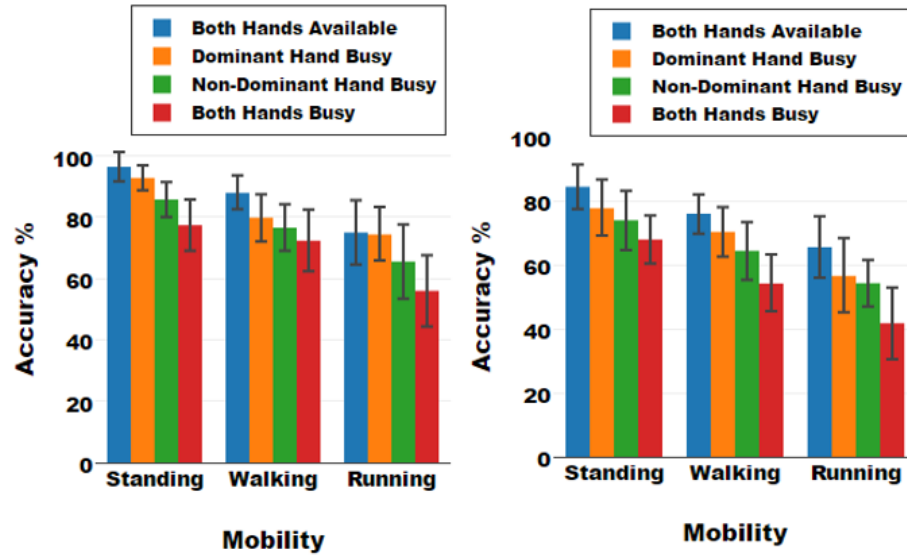 Both Hands Available
Dominant Hand Busy
Non-Dominant Hand Busy
Both Hands Busy
100
80
60
40
20
0
Accuracy %
Standing
Walking
Running
Mobility
Both Hands Available
Dominant Hand Busy
Non-Dominant Hand Busy
Both Hands Busy
100
80
60
40
20
0
Accuracy %
Standing
Walking
Running
Mobility